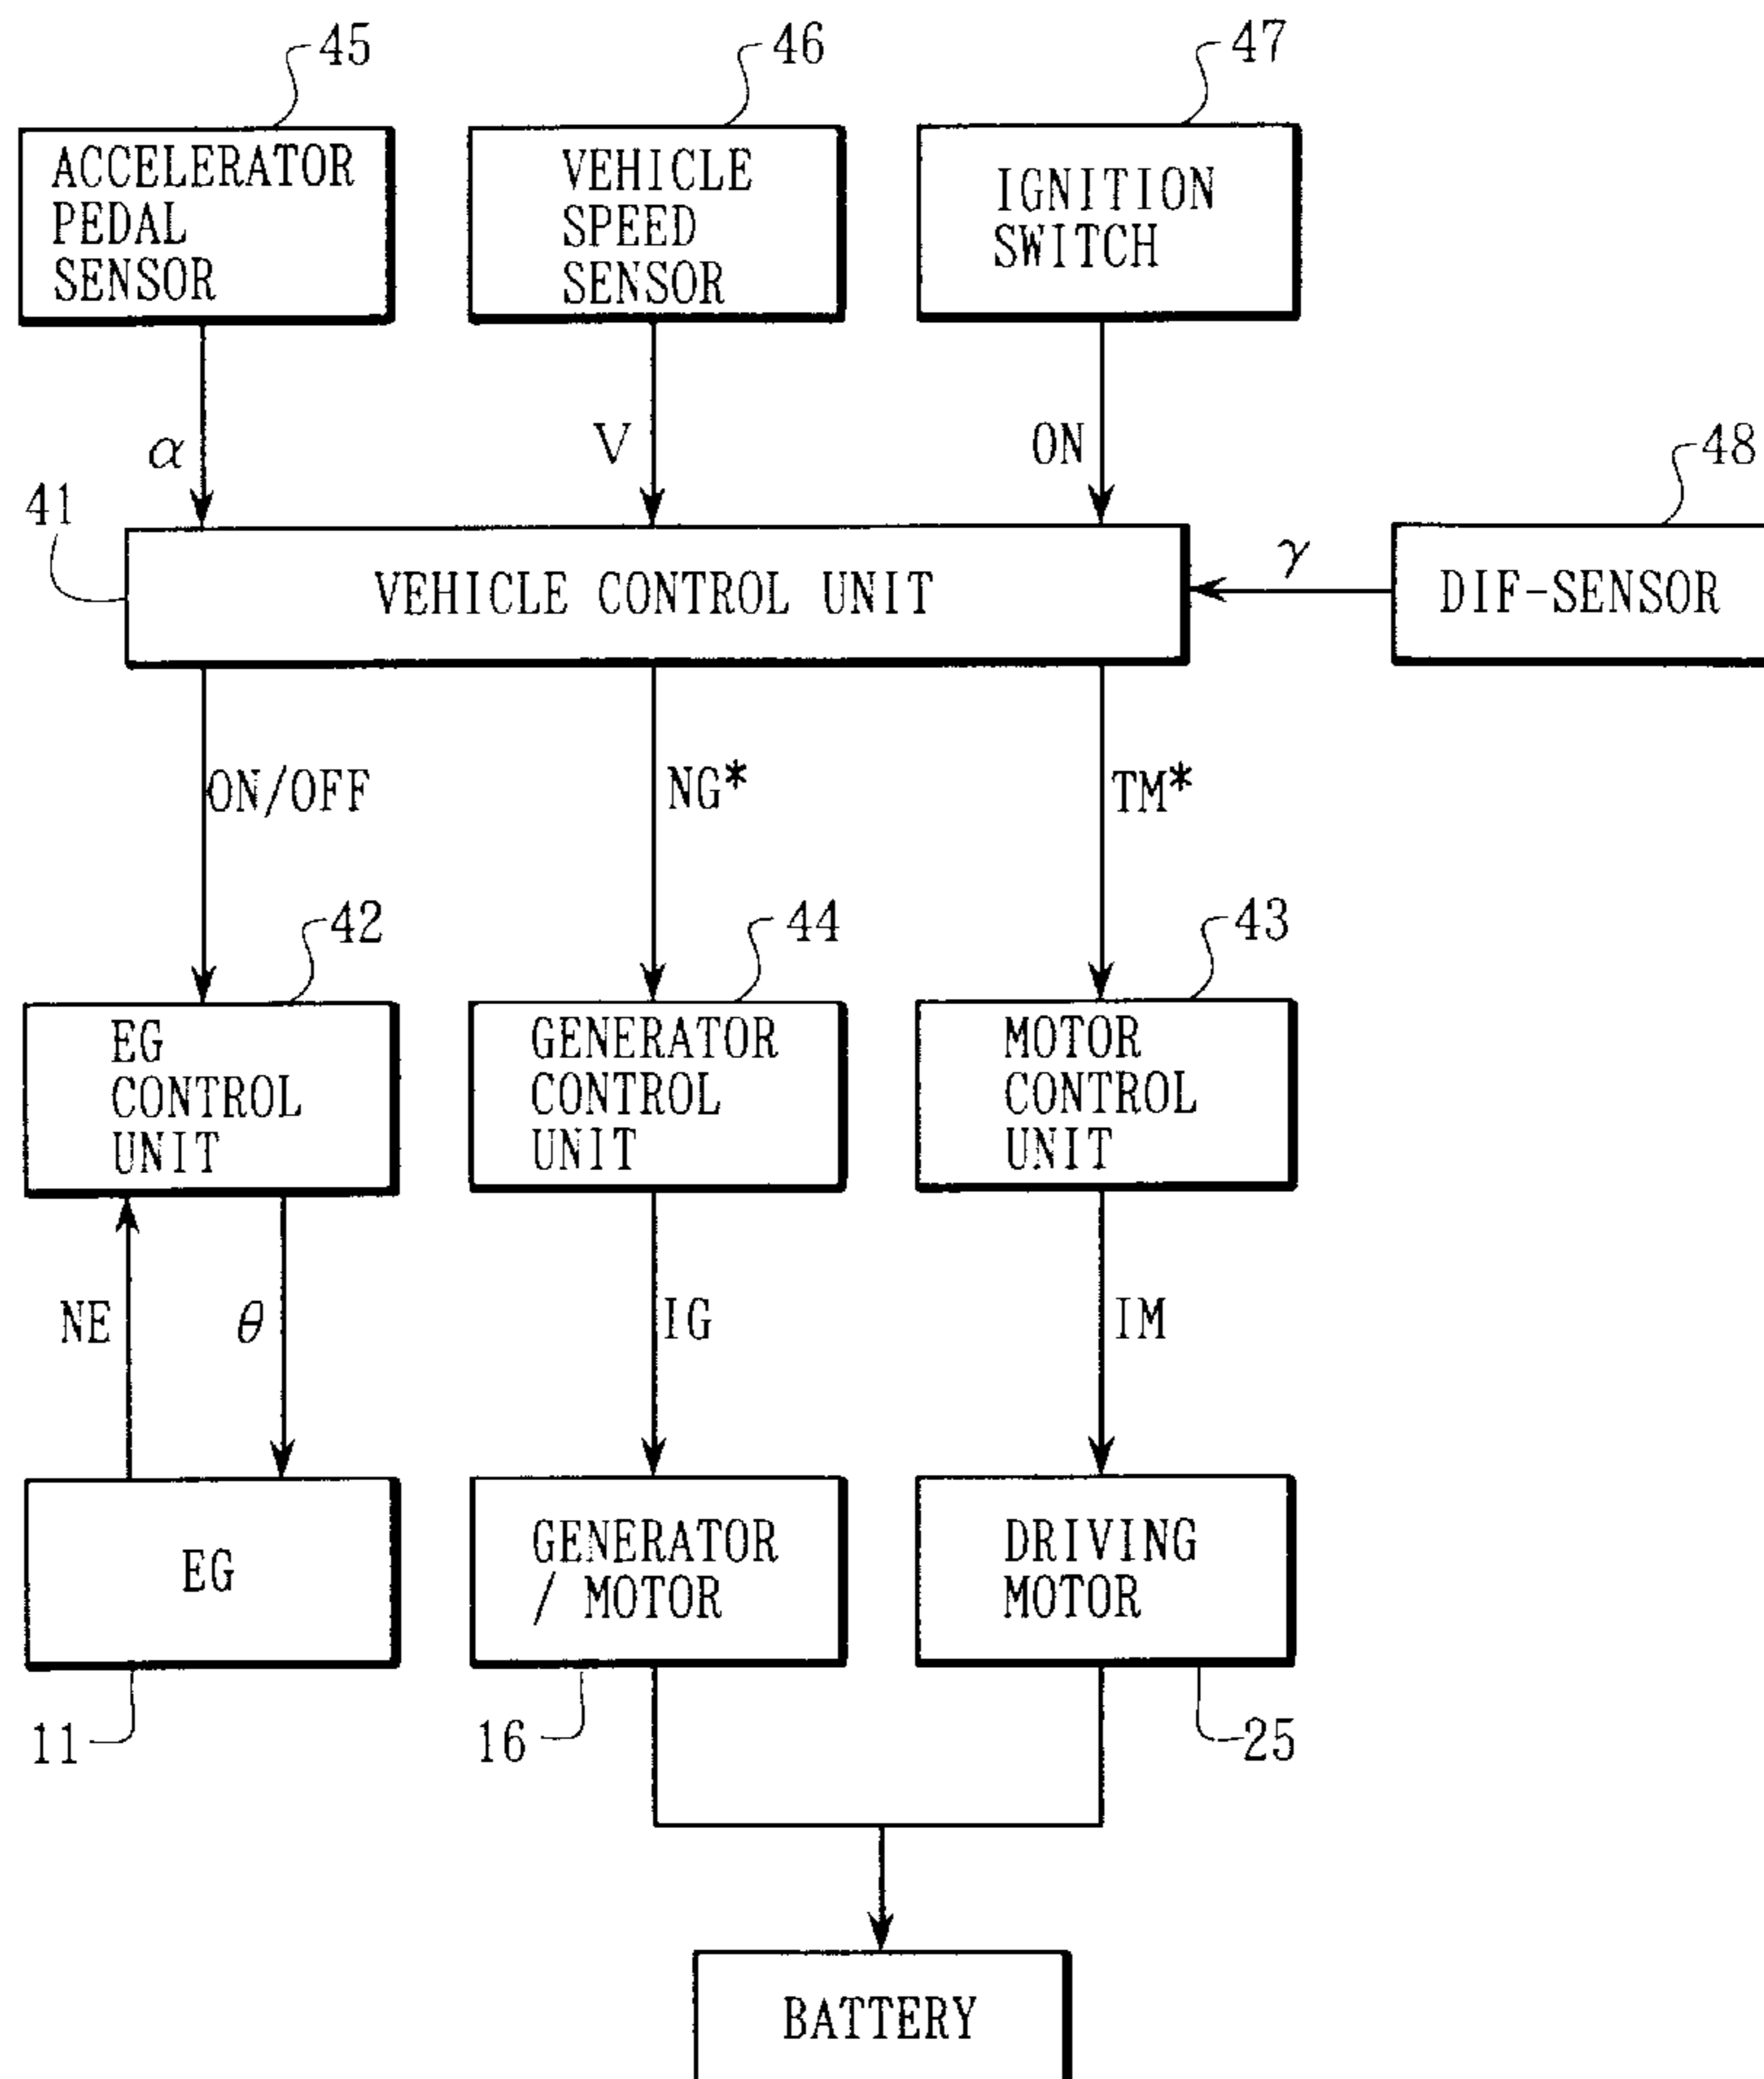 45
46
47
ACCELERATOR
PEDAL
SENSOR
VEHICLE
SPEED
SENSOR
IGNITION
SWITCH
α
V
ON
48
41
VEHICLE CONTROL UNIT
γ
DIF-SENSOR
ON/OFF
NG*
TM*
42
44
43
EG
CONTROL
UNIT
GENERATOR
CONTROL
UNIT
MOTOR
CONTROL
UNIT
NE
θ
IG
IM
EG
GENERATOR
/ MOTOR
DRIVING
MOTOR
11
16
25
BATTERY